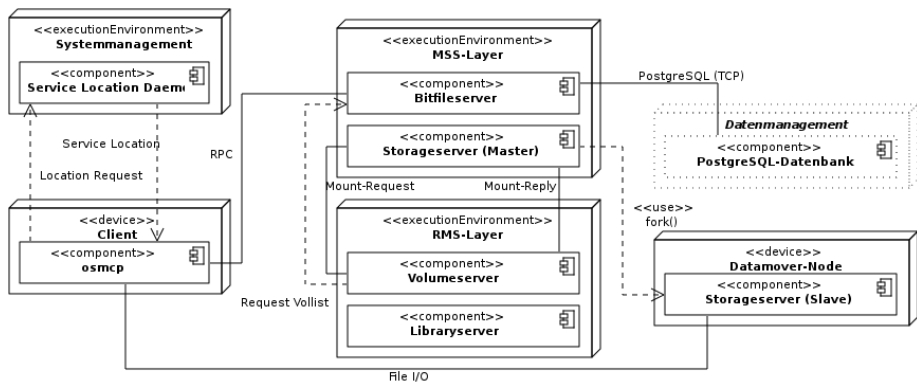 <<executionEnvironment>>
Systemmanagement
<<component>>
Service Location Daem
<<executionEnvironment>>
MSS-Layer
<<component>>
Bitfileserver
<<component>>
Storageserver (Master)
PostgreSQL (TCP)
Datenmanagement
<<component>>
PostgreSQL-Datenbank
Service Location
Location Request
RPC
Mount-Request
Mount-Reply
<<use>>
fork()
<<device>>
Client
<<component>>
osmcp
<<executionEnvironment>>
RMS-Layer
<<component>>
Volumeserver
<<component>>
Libraryserver
Request Vollist
<<device>>
Datamover-Node
<<component>>
Storageserver (Slave)
File I/O